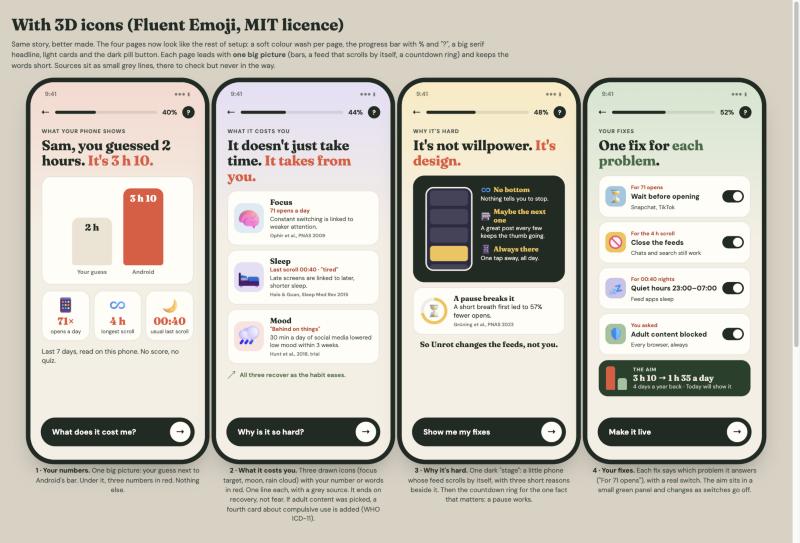 With 3D icons (Fluent Emoji, MIT licence)
Same story, better made. The four pages now look like the rest of setup: a soft colour wash per page, the progress bar with % and "?", a big serif
headline, light cards and the dark pill button. Each page leads with one big picture (bars, a feed that scrolls by itself, a countdown ring) and keeps the
words short. Sources sit as small grey lines, there to check but never in the way.
9:41
←
40%
?
WHAT YOUR PHONE SHOWS
Sam, you guessed 2
hours. It's 3 h 10.
2 h
3 h 10
Your guess
Android
71×
opens a day
4 h
longest scroll
00:40
usual last scroll
Last 7 days, read on this phone. No score, no
quiz.
What does it cost me?
→
1 · Your numbers. One big picture: your guess next to
Android's bar. Under it, three numbers in red. Nothing
else.
9:41
←
44%
?
WHAT IT COSTS YOU
It doesn't just take
time. It takes from
you.
Focus
71 opens a day
Constant switching is linked to
weaker attention.
Ophir et al., PNAS 2009
Sleep
Last scroll 00:40 · "tired"
Late screens are linked to later,
shorter sleep.
Hale & Guan, Sleep Med Rev 2015
Mood
"Behind on things"
30 min a day of social media lowered
low mood within 3 weeks.
Hunt et al., 2018, trial
All three recover as the habit eases.
Why is it so hard?
→
2 · What it costs you. Three drawn icons (focus
target, moon, rain cloud) with your number or words
in red. One line each, with a grey source. It ends on
recovery, not fear. If adult content was picked, a
fourth card about compulsive use is added (WHO
ICD-11).
9:41
←
48%
?
WHY IT'S HARD
It's not willpower. It's
design.
No bottom
Nothing tells you to stop.
Maybe the next
one
A great post every few
keeps the thumb going.
Always there
One tap away, all day.
A pause breaks it
A short breath first led to 57%
fewer opens.
Grüning et al., PNAS 2023
So Unrot changes the feeds, not you.
Show me my fixes
→
3 · Why it's hard. One dark "stage": a little phone
whose feed scrolls by itself, with three short reasons
beside it. Then the countdown ring for the one fact
that matters: a pause works.
9:41
←
52%
?
YOUR FIXES
One fix for each
problem.
For 71 opens
Wait before opening
Snapchat, TikTok
For the 4 h scroll
Close the feeds
Chats and search still work
For 00:40 nights
Quiet hours 23:00–07:00
Feed apps sleep
You asked
Adult content blocked
Every browser, always
THE AIM
3 h 10 → 1 h 35 a day
4 days a year back · Today will show it
Make it live
→
4 · Your fixes. Each fix says which problem it answers
("For 71 opens"), with a real switch. The aim sits in a
small green panel and changes as switches go off.